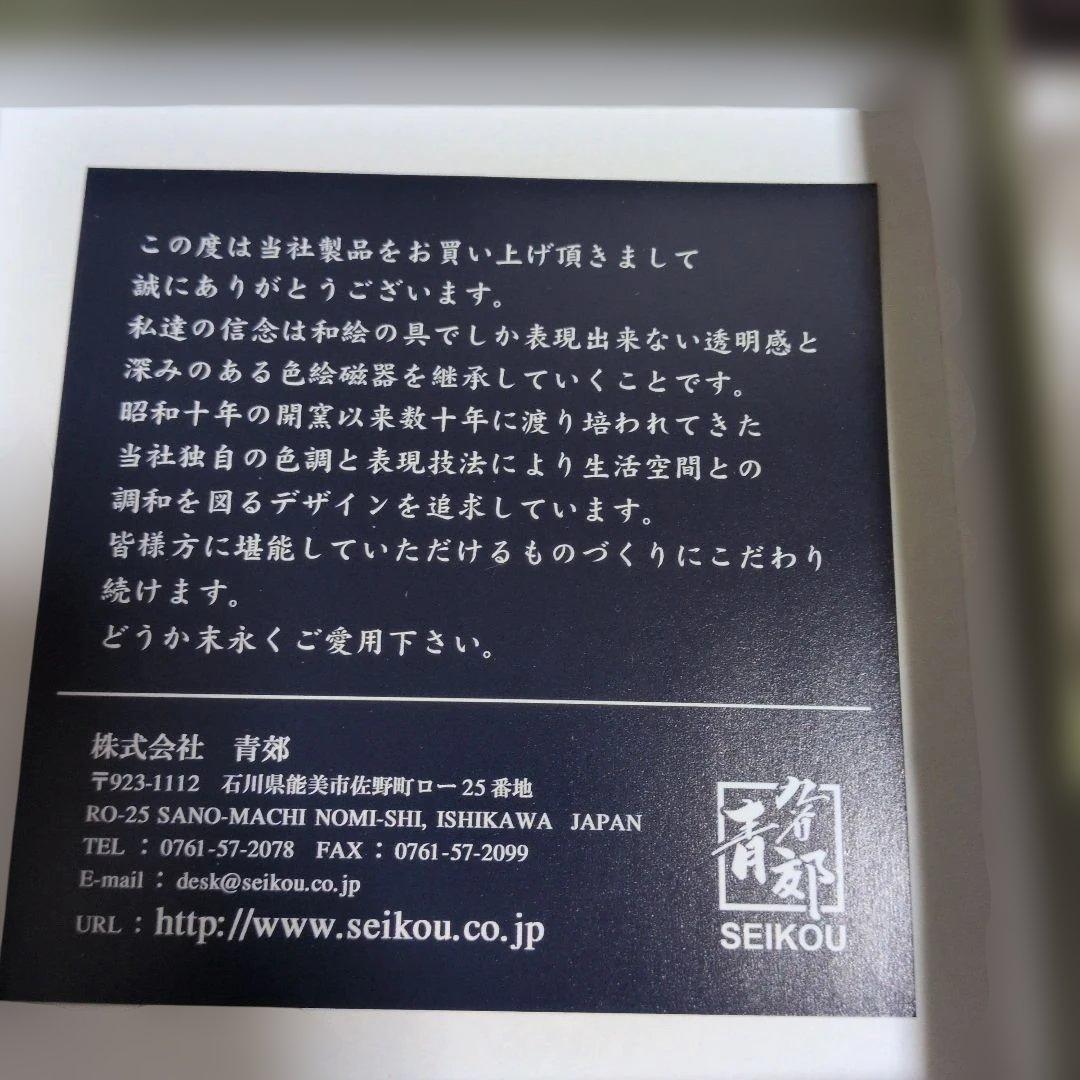 この度は当社製品をお買い上げ頂きまして
誠にありがとうございます。
私達の信念は和絵の具でしか表現出来ない透明感と
深みのある色絵磁器を継承していくことです。
昭和十年の開窯以来数十年に渡り培われてきた
当社独自の色調と表現技法により生活空間との
調和を図るデザインを追求しています。
皆様方に堪能していただけるものづくりにこだわり
続けます。
どうか末永くご愛用下さい。
株式会社 青郊
〒923-1112 石川県能美市佐野町ロー25番地
RO-25 SANO-MACHI NOMI-SHI, ISHIKAWA JAPAN
TEL : 0761-57-2078 FAX : 0761-57-2099
E-mail : desk@seikou.co.jp
URL : http://www.seikou.co.jp
青郊
SEIKOU